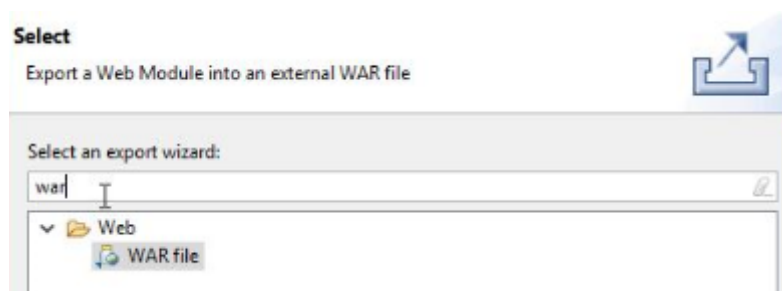 Select
Export a Web Module into an external WAR file
Select an export wizard:
war
Web
WAR file